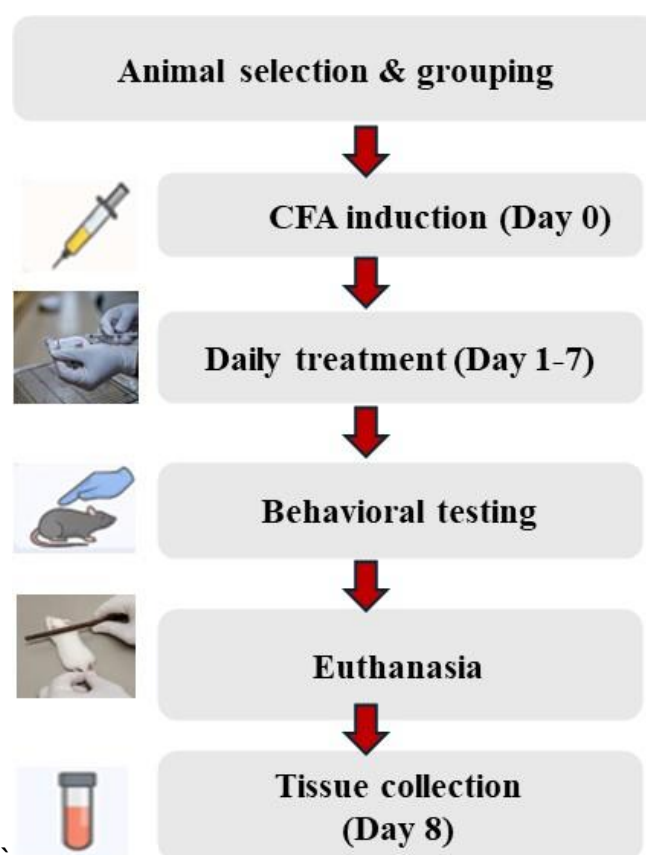 Animal selection & grouping
CFA induction (Day 0)
Daily treatment (Day 1-7)
Behavioral testing
Euthanasia
Tissue collection
(Day 8)
`